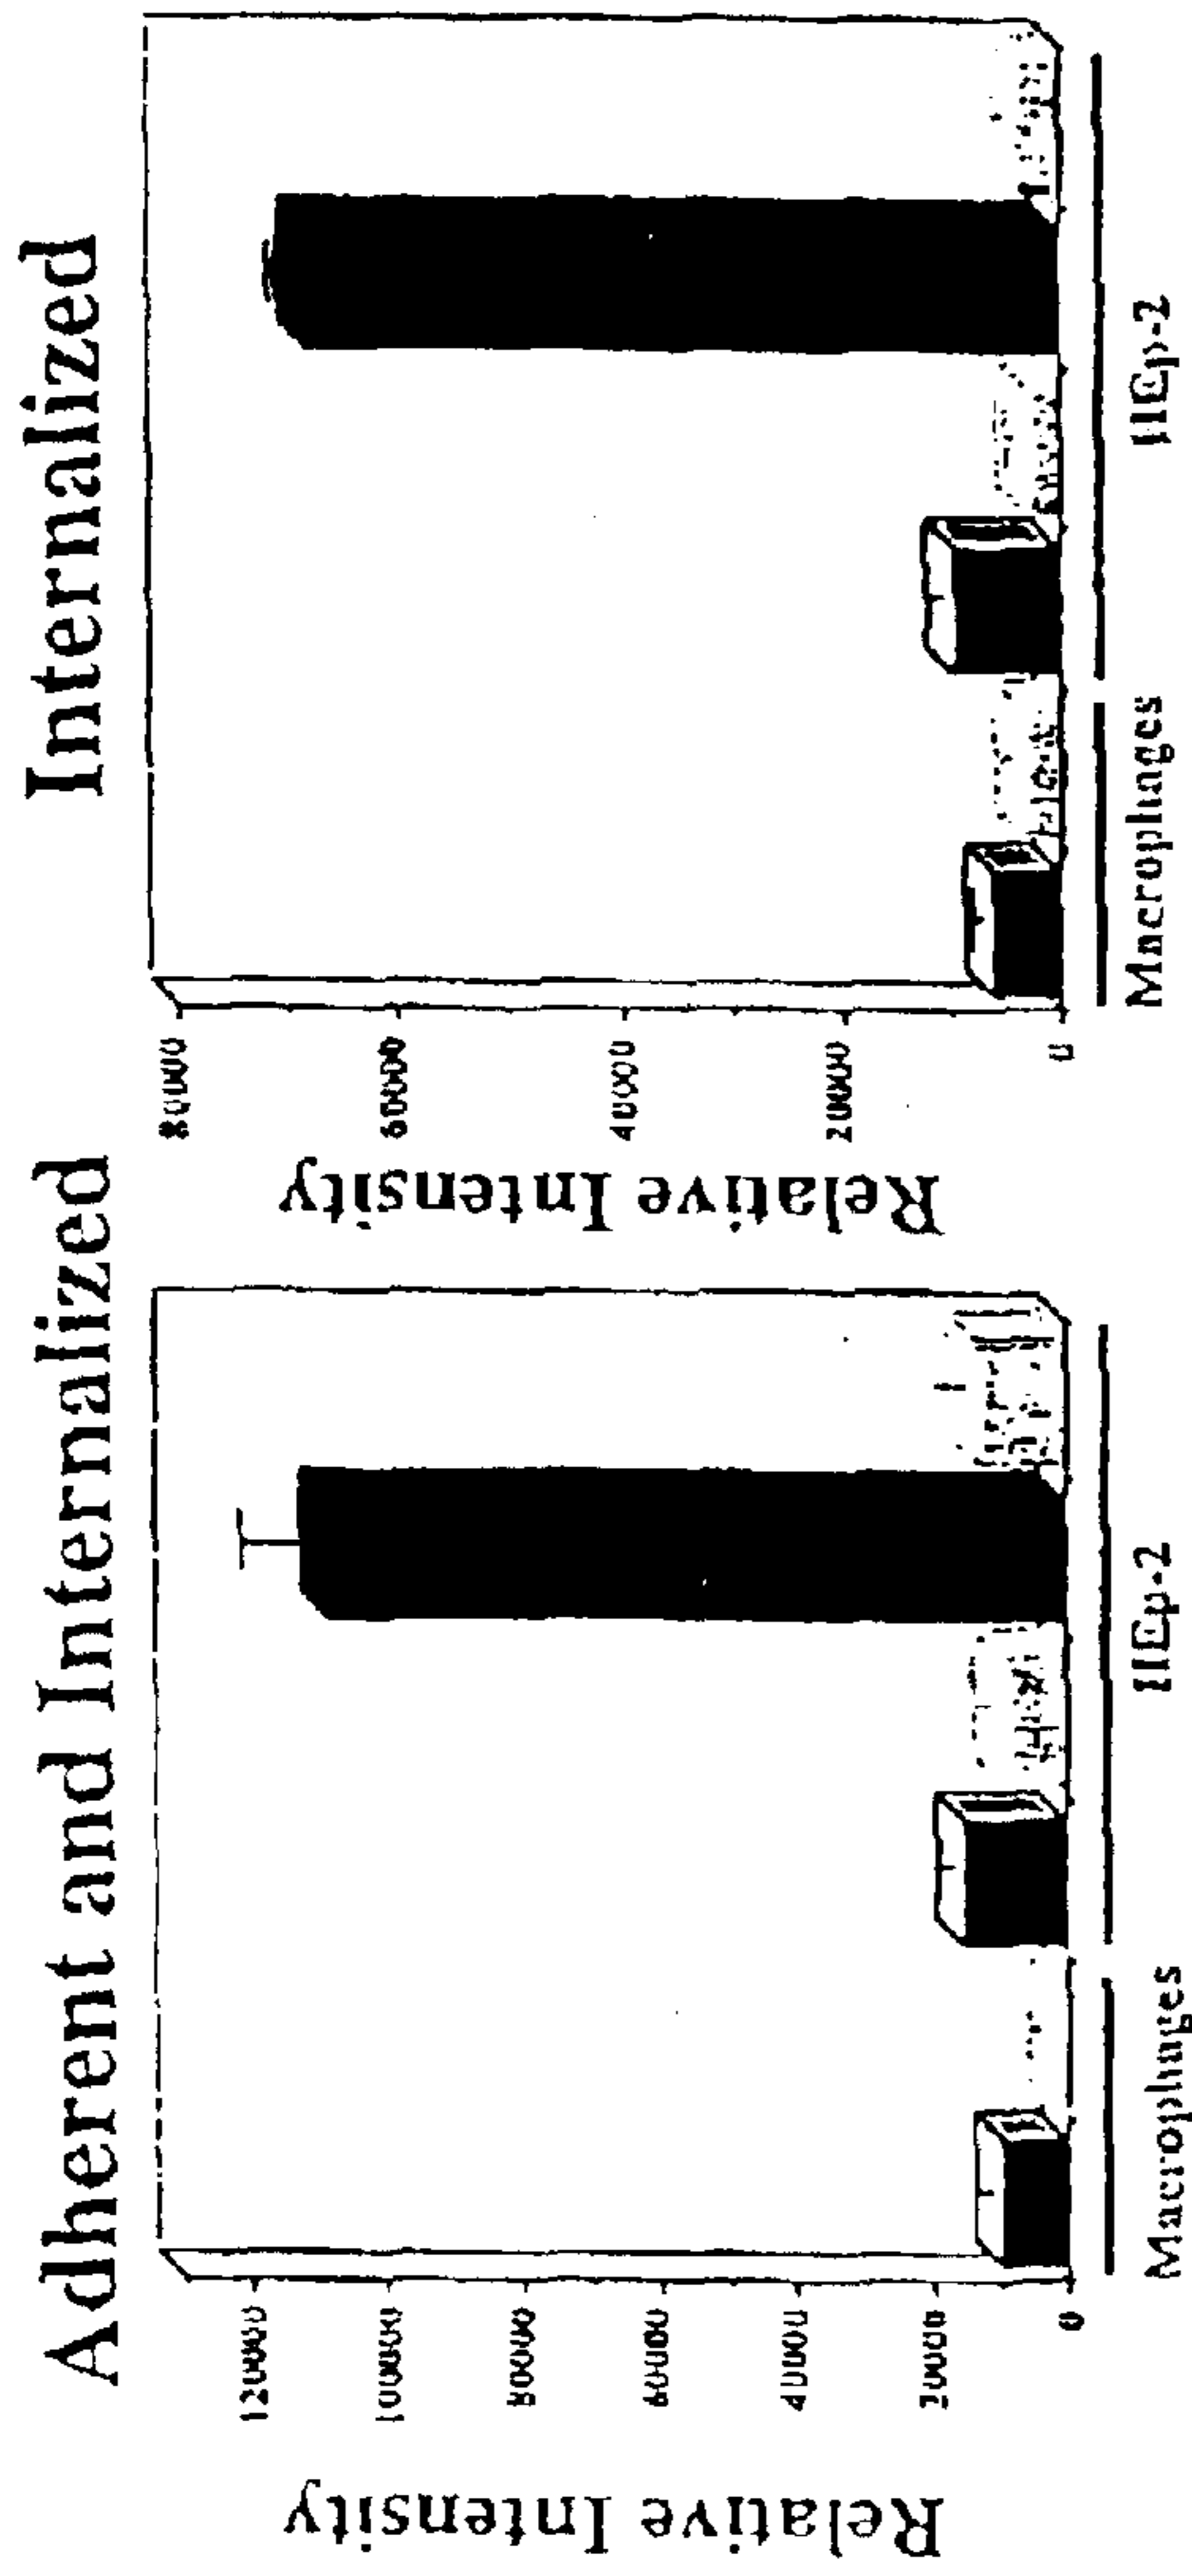 Adherent and Internalized
Relative Intensity
120000
100000
80000
60000
40000
20000
0
Macrophages
HEp-2
Internalized
Relative Intensity
80000
60000
40000
20000
0
Macrophages
HEp-2